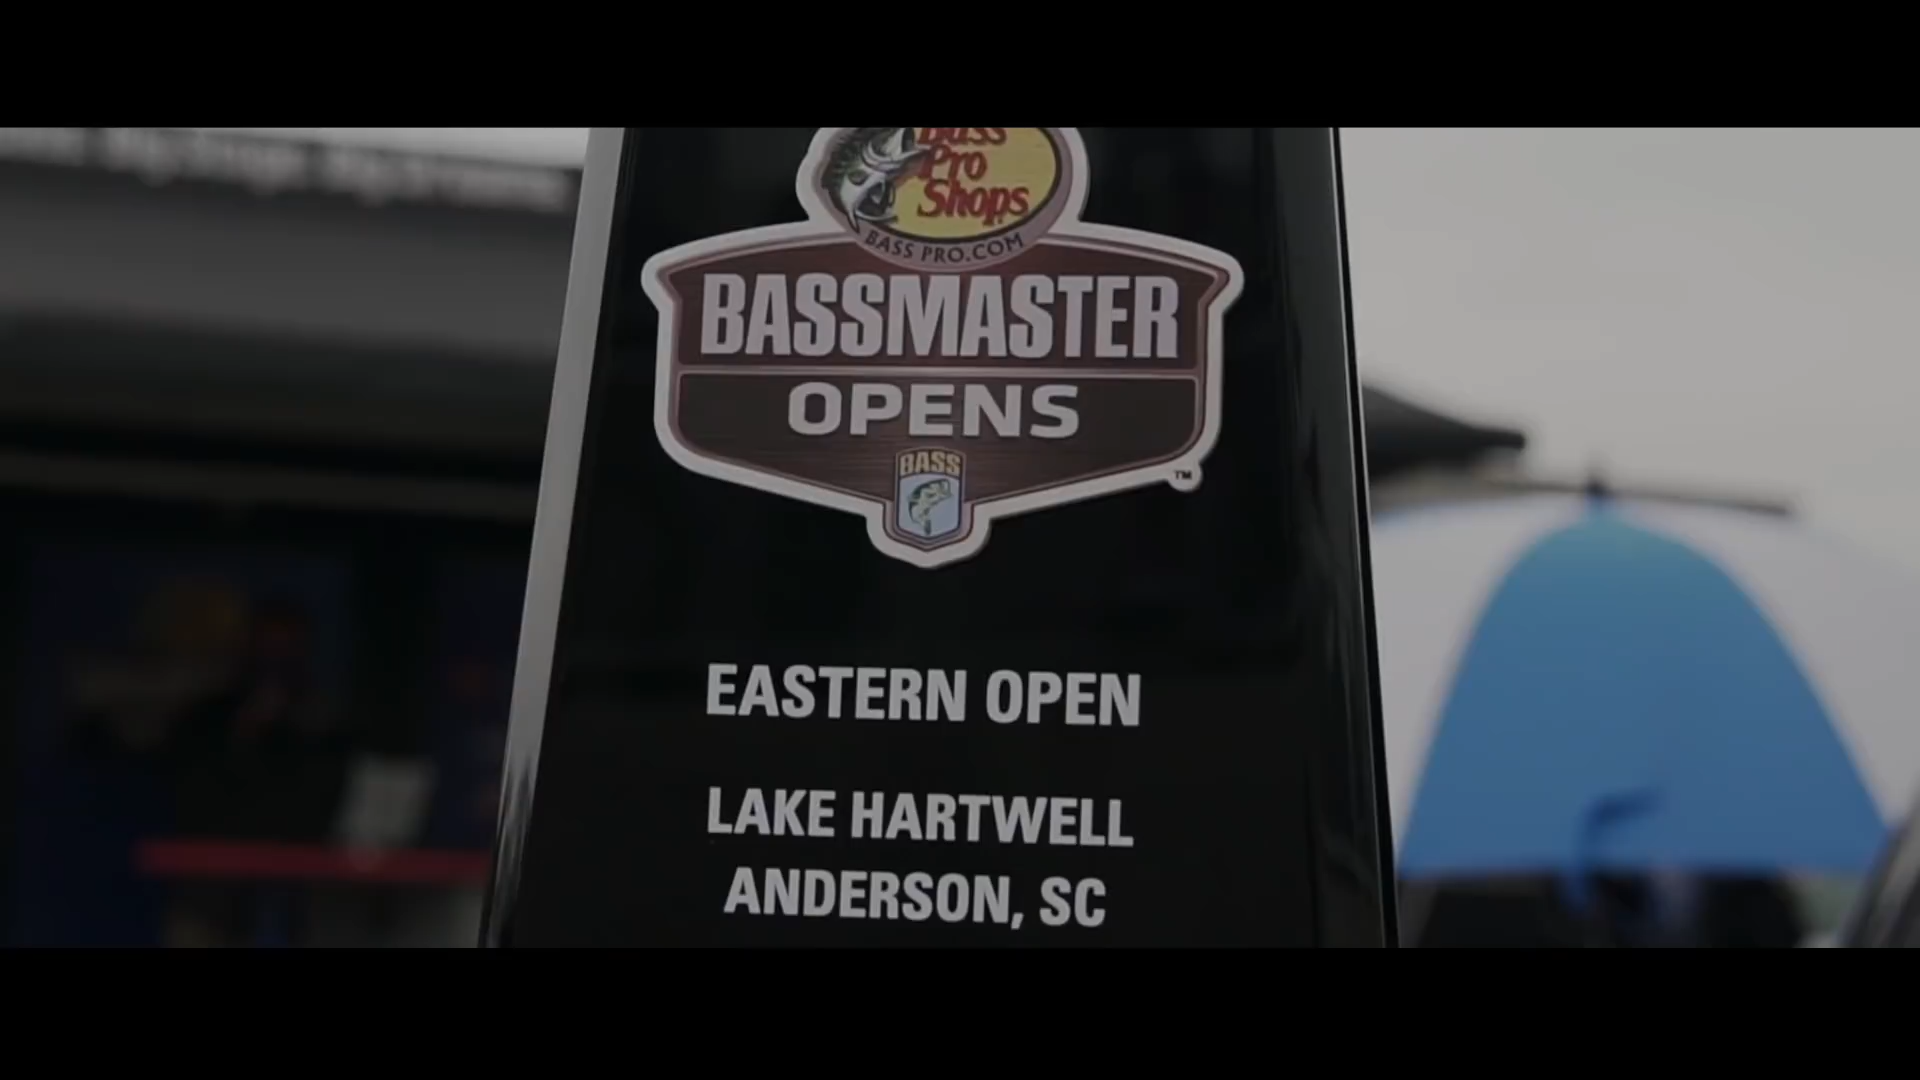 Bass
Pro
Shops
BASS PRO.COM
BASSMASTER
OPENS
BASS
TM
EASTERN OPEN
LAKE HARTWELL
ANDERSON, SC